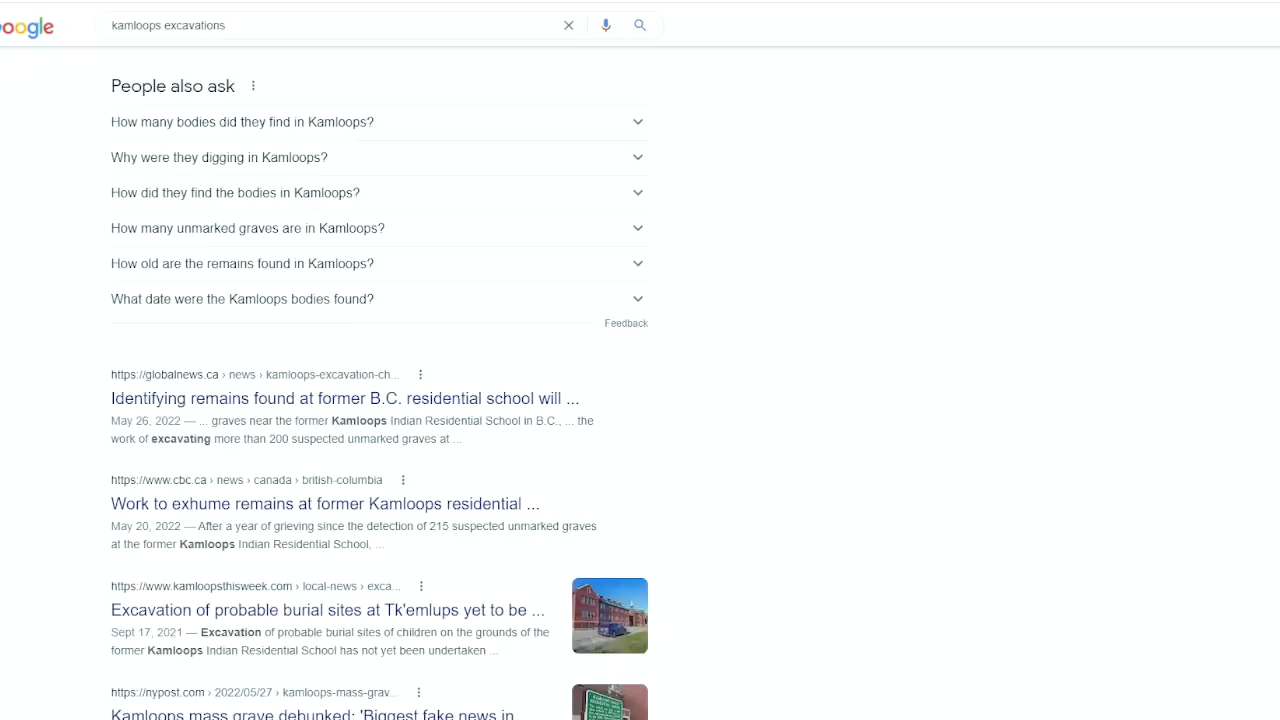 oogle
kamloops excavations
People also ask
How many bodies did they find in Kamloops?
Why were they digging in Kamloops?
How did they find the bodies in Kamloops?
How many unmarked graves are in Kamloops?
How old are the remains found in Kamloops?
What date were the Kamloops bodies found?
Feedback
https://globalnews.ca › news › kamloops-excavation-ch...
Identifying remains found at former B.C. residential school will ...
May 26, 2022 — ... graves near the former Kamloops Indian Residential School in B.C., ... the
work of excavating more than 200 suspected unmarked graves at ...
https://www.cbc.ca › news › canada › british-columbia
Work to exhume remains at former Kamloops residential ...
May 20, 2022 — After a year of grieving since the detection of 215 suspected unmarked graves
at the former Kamloops Indian Residential School, ...
https://www.kamloopsthisweek.com › local-news › exca...
Excavation of probable burial sites at Tk'emlups yet to be ...
Sept 17, 2021 — Excavation of probable burial sites of children on the grounds of the
former Kamloops Indian Residential School has not yet been undertaken ...
https://nypost.com › 2022/05/27 › kamloops-mass-grav...
Kamloops mass grave debunked: 'Biggest fake news in